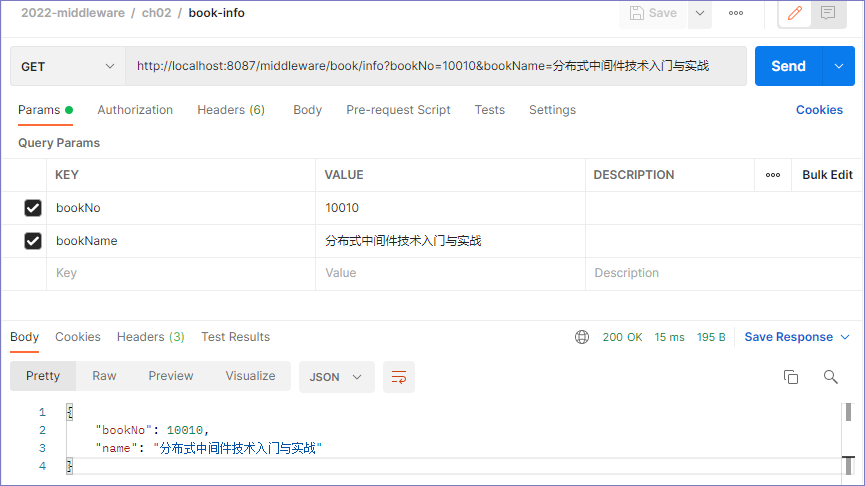 2022-middleware / ch02 / book-info Save
GET http://localhost:8087/middleware/book/info?bookNo=10010&bookName=分布式中间件技术入门与实战 Send
Params Authorization Headers (6) Body Pre-request Script Tests Settings Cookies
Query Params
KEY VALUE DESCRIPTION Bulk Edit
bookNo 10010
bookName 分布式中间件技术入门与实战
Key Value Description
Body Cookies Headers (3) Test Results 200 OK 15 ms 195 B Save Response
Pretty Raw Preview Visualize JSON
1 {
2 "bookNo": 10010,
3 "name": "分布式中间件技术入门与实战"
4 }